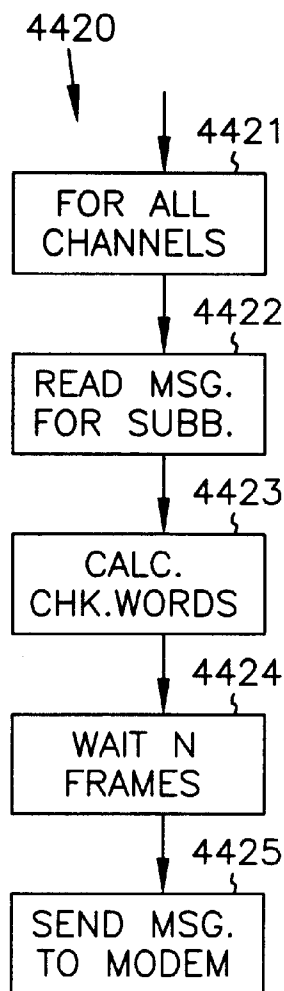 4420
4421
FOR ALL
CHANNELS
4422
READ MSG.
FOR SUBB.
4423
CALC.
CHK.WORDS
4424
WAIT N
FRAMES
4425
SEND MSG.
TO MODEM